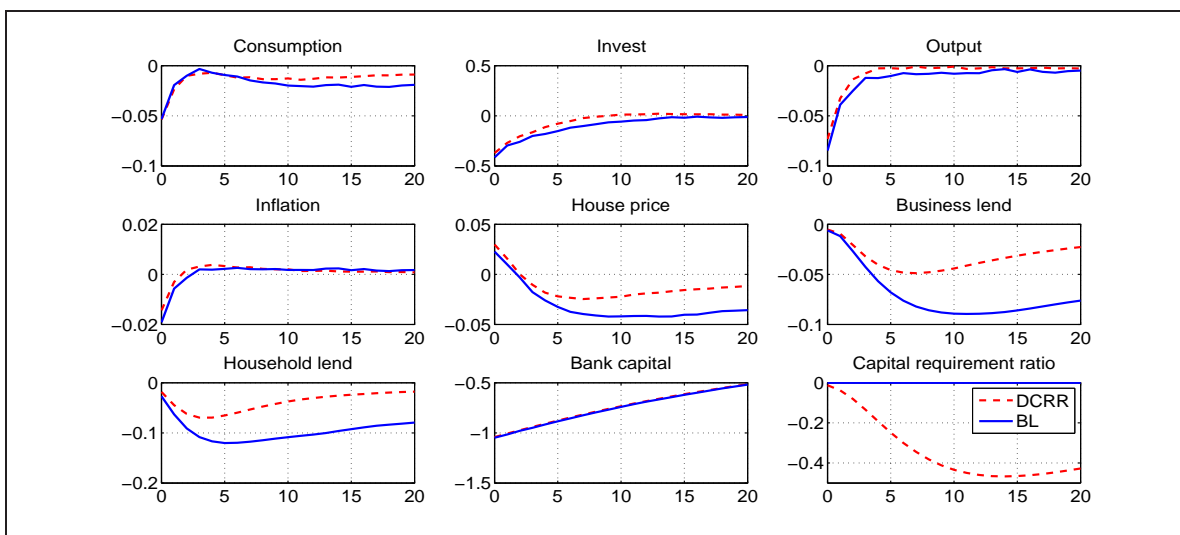 Consumption
0
−0.05
−0.1
0 5 10 15 20
Invest
0.5
0
−0.5
0 5 10 15 20
Output
0
−0.05
−0.1
0 5 10 15 20
Inflation
0.02
0
−0.02
0 5 10 15 20
House price
0.05
0
−0.05
0 5 10 15 20
Business lend
0
−0.05
−0.1
0 5 10 15 20
Household lend
0
−0.1
−0.2
0 5 10 15 20
Bank capital
−0.5
−1
−1.5
0 5 10 15 20
Capital requirement ratio
0
−0.2
−0.4
0 5 10 15 20
DCRR
BL